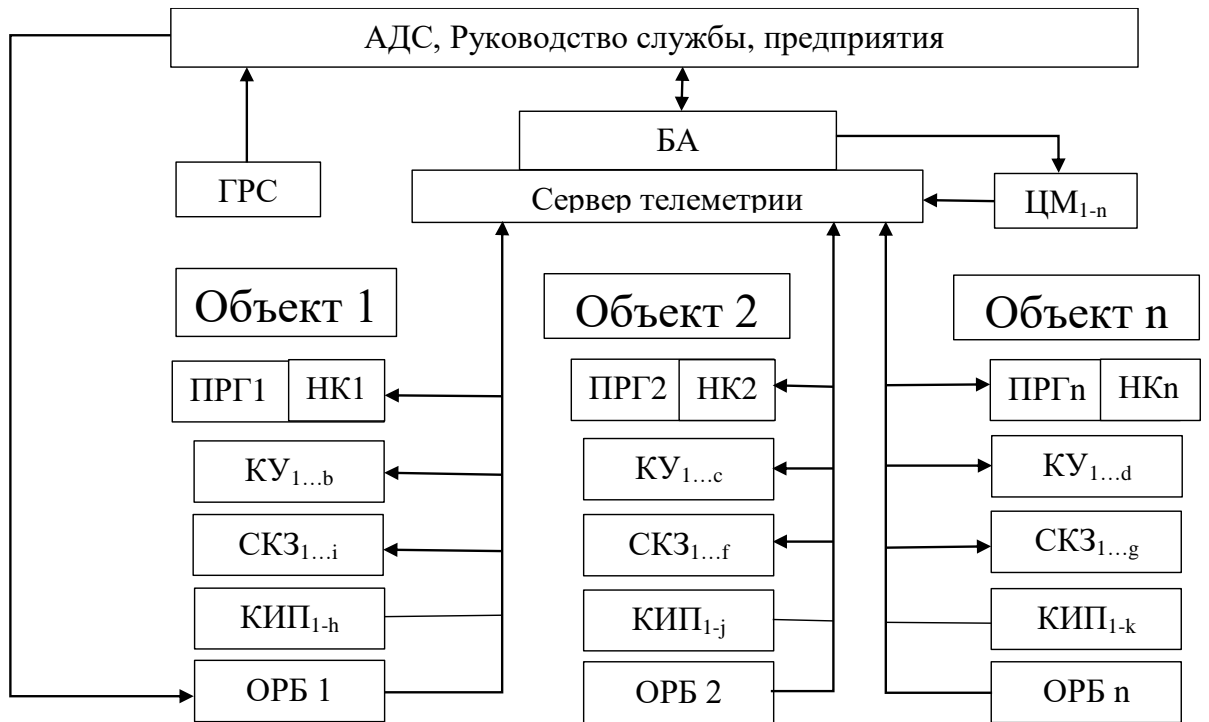 АДС, Руководство службы, предприятия
БА
ГРС
Сервер телеметрии
ЦМ1-n
Объект 1
Объект 2
Объект n
ПРГ1 НК1
ПРГ2 НК2
ПРГn НКn
КУ1...b
КУ1...c
КУ1...d
СКЗ1...i
СКЗ1...f
СКЗ1...g
КИП1-h
КИП1-j
КИП1-k
ОРБ 1
ОРБ 2
ОРБ n